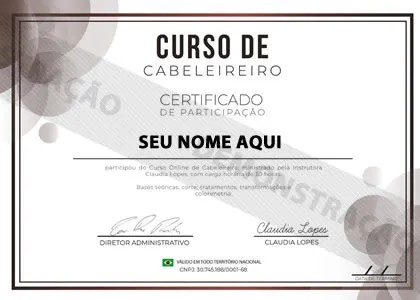 CURSO DE
CABELEIREIRO
CERTIFICADO
DE PARTICIPAÇÃO
SEU NOME AQUI
participou do Curso Online de Cabeleireiro ministrado pela Instrutora
Claudia Lopes, com carga horária de 30 horas.
Bases teóricas, corte, tratamentos, transformações e
colorimetria.
Claudia Lopes
DIRETOR ADMINISTRATIVO
CLAUDIA LOPES
VÁLIDO EM TODO TERRITÓRIO NACIONAL
CNPJ: 30.745.188/0001-68
DEMONSTRAÇÃO